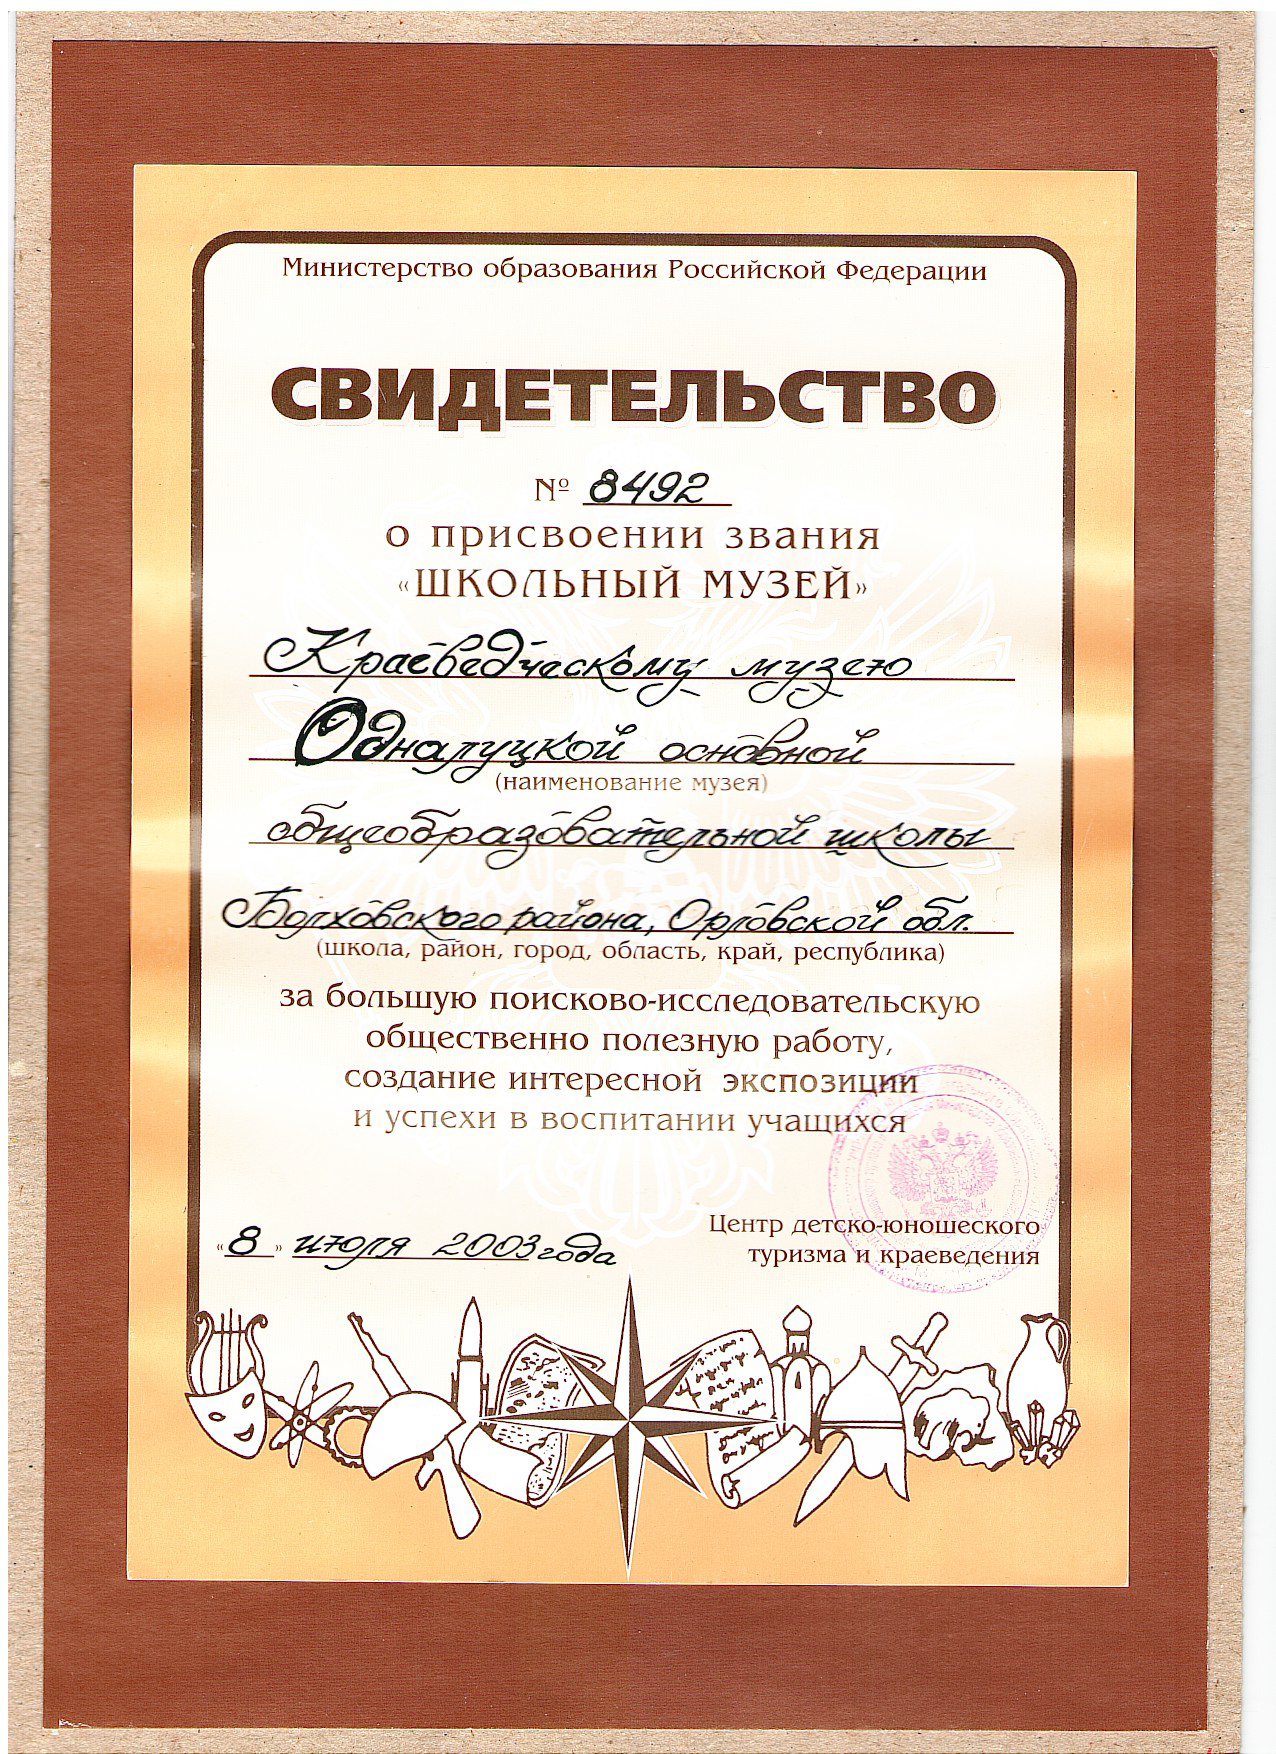 Министерство образования Российской Федерации
СВИДЕТЕЛЬСТВО
№ 8492
о присвоении звания
«ШКОЛЬНЫЙ МУЗЕЙ»
Краеведческому музею
Одналуцкой основной
(наименование музея)
общеобразовательной школы
Болховского района, Орловской обл.
(школа, район, город, область, край, республика)
за большую поисково-исследовательскую
общественно полезную работу,
создание интересной экспозиции
и успехи в воспитании учащихся
Центр детско-юношеского
туризма и краеведения
«8» июля 2003 года